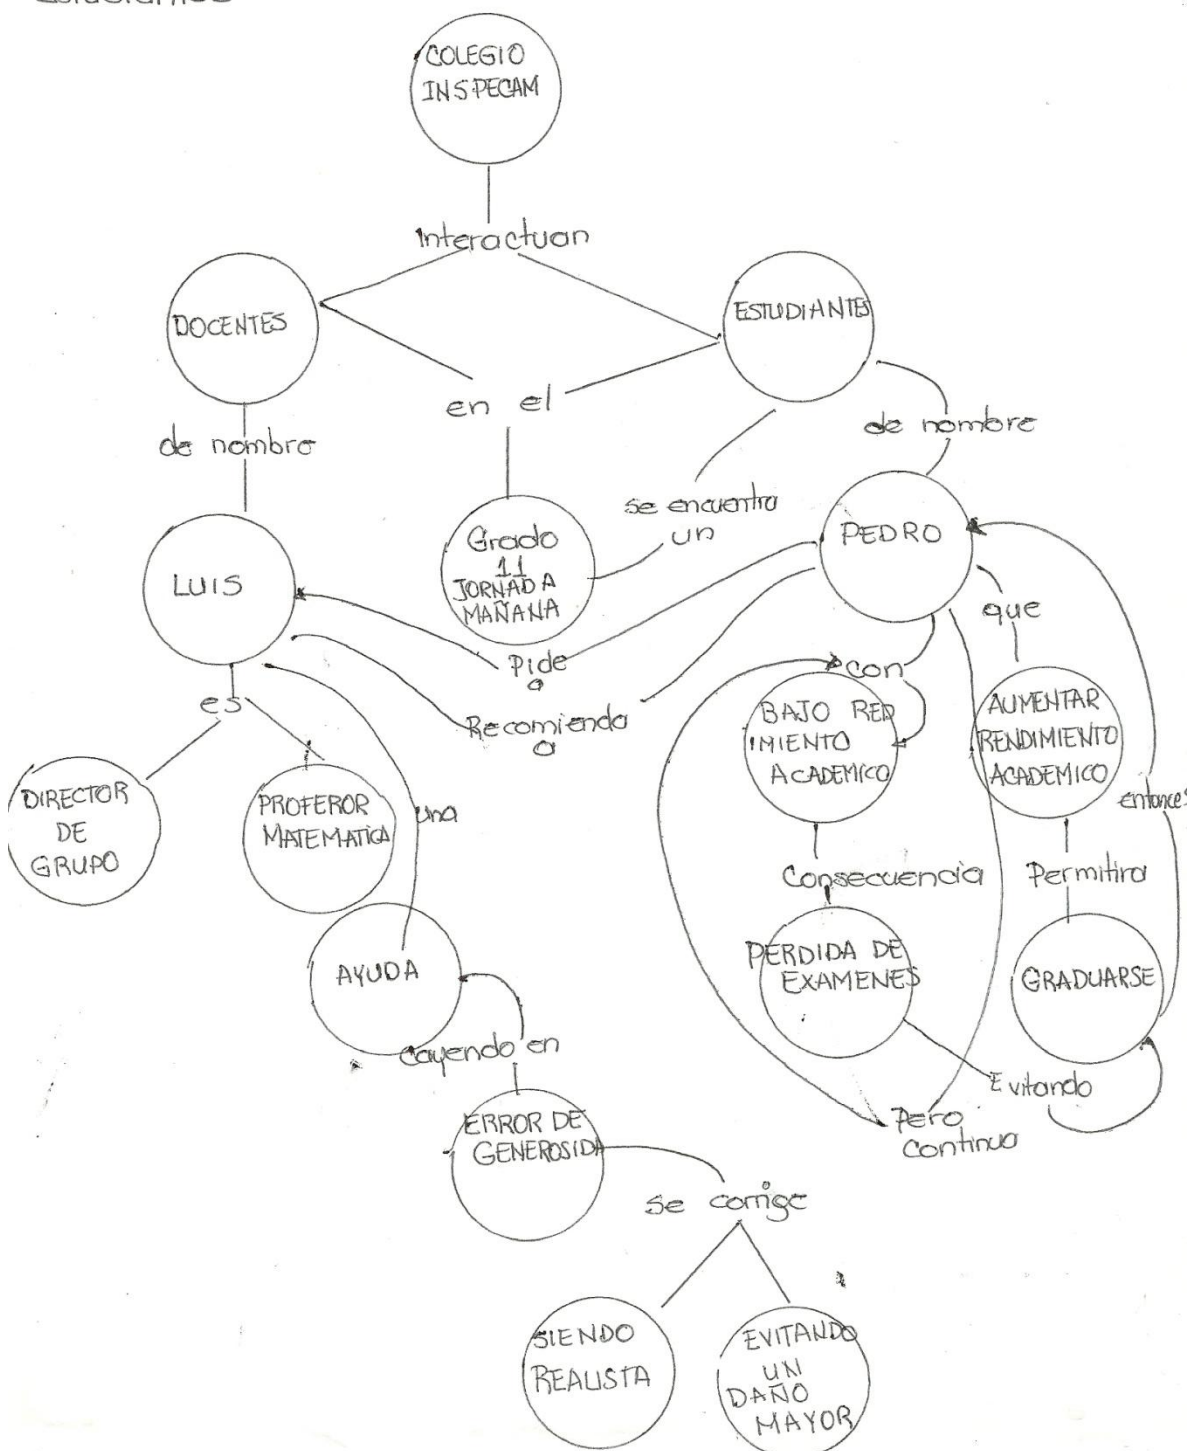 COLEGIO
INSPECAM
Interactuan
DOCENTES
ESTUDIANTES
en el
de nombre
de nombre
se encuentra
un
Grado
11
JORNADA
MAÑANA
LUIS
PEDRO
que
Pide
a
con
es
Recomienda
a
BAJO RED
IMIENTO
ACADEMICO
AUMENTAR
RENDIMIENTO
ACADEMICO
DIRECTOR
DE
GRUPO
PROFEROR
MATEMATICA
una
entonces
Consecuencia
Permitira
AYUDA
PERDIDA DE
EXAMENES
GRADUARSE
Cayendo en
Evitando
Pero
Continua
ERROR DE
GENEROSIDA
Se corrige
SIENDO
REALISTA
EVITANDO
UN
DAÑO
MAYOR